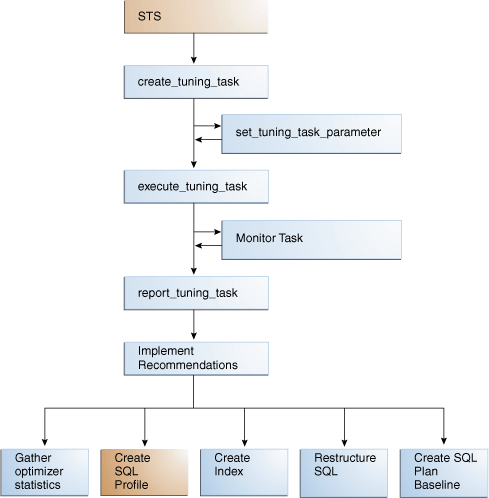 STS
create_tuning_task
set_tuning_task_parameter
execute_tuning_task
Monitor Task
report_tuning_task
Implement
Recommendations
Gather
optimizer
statistics
Create
SQL
Profile
Create
Index
Restructure
SQL
Create SQL
Plan
Baseline